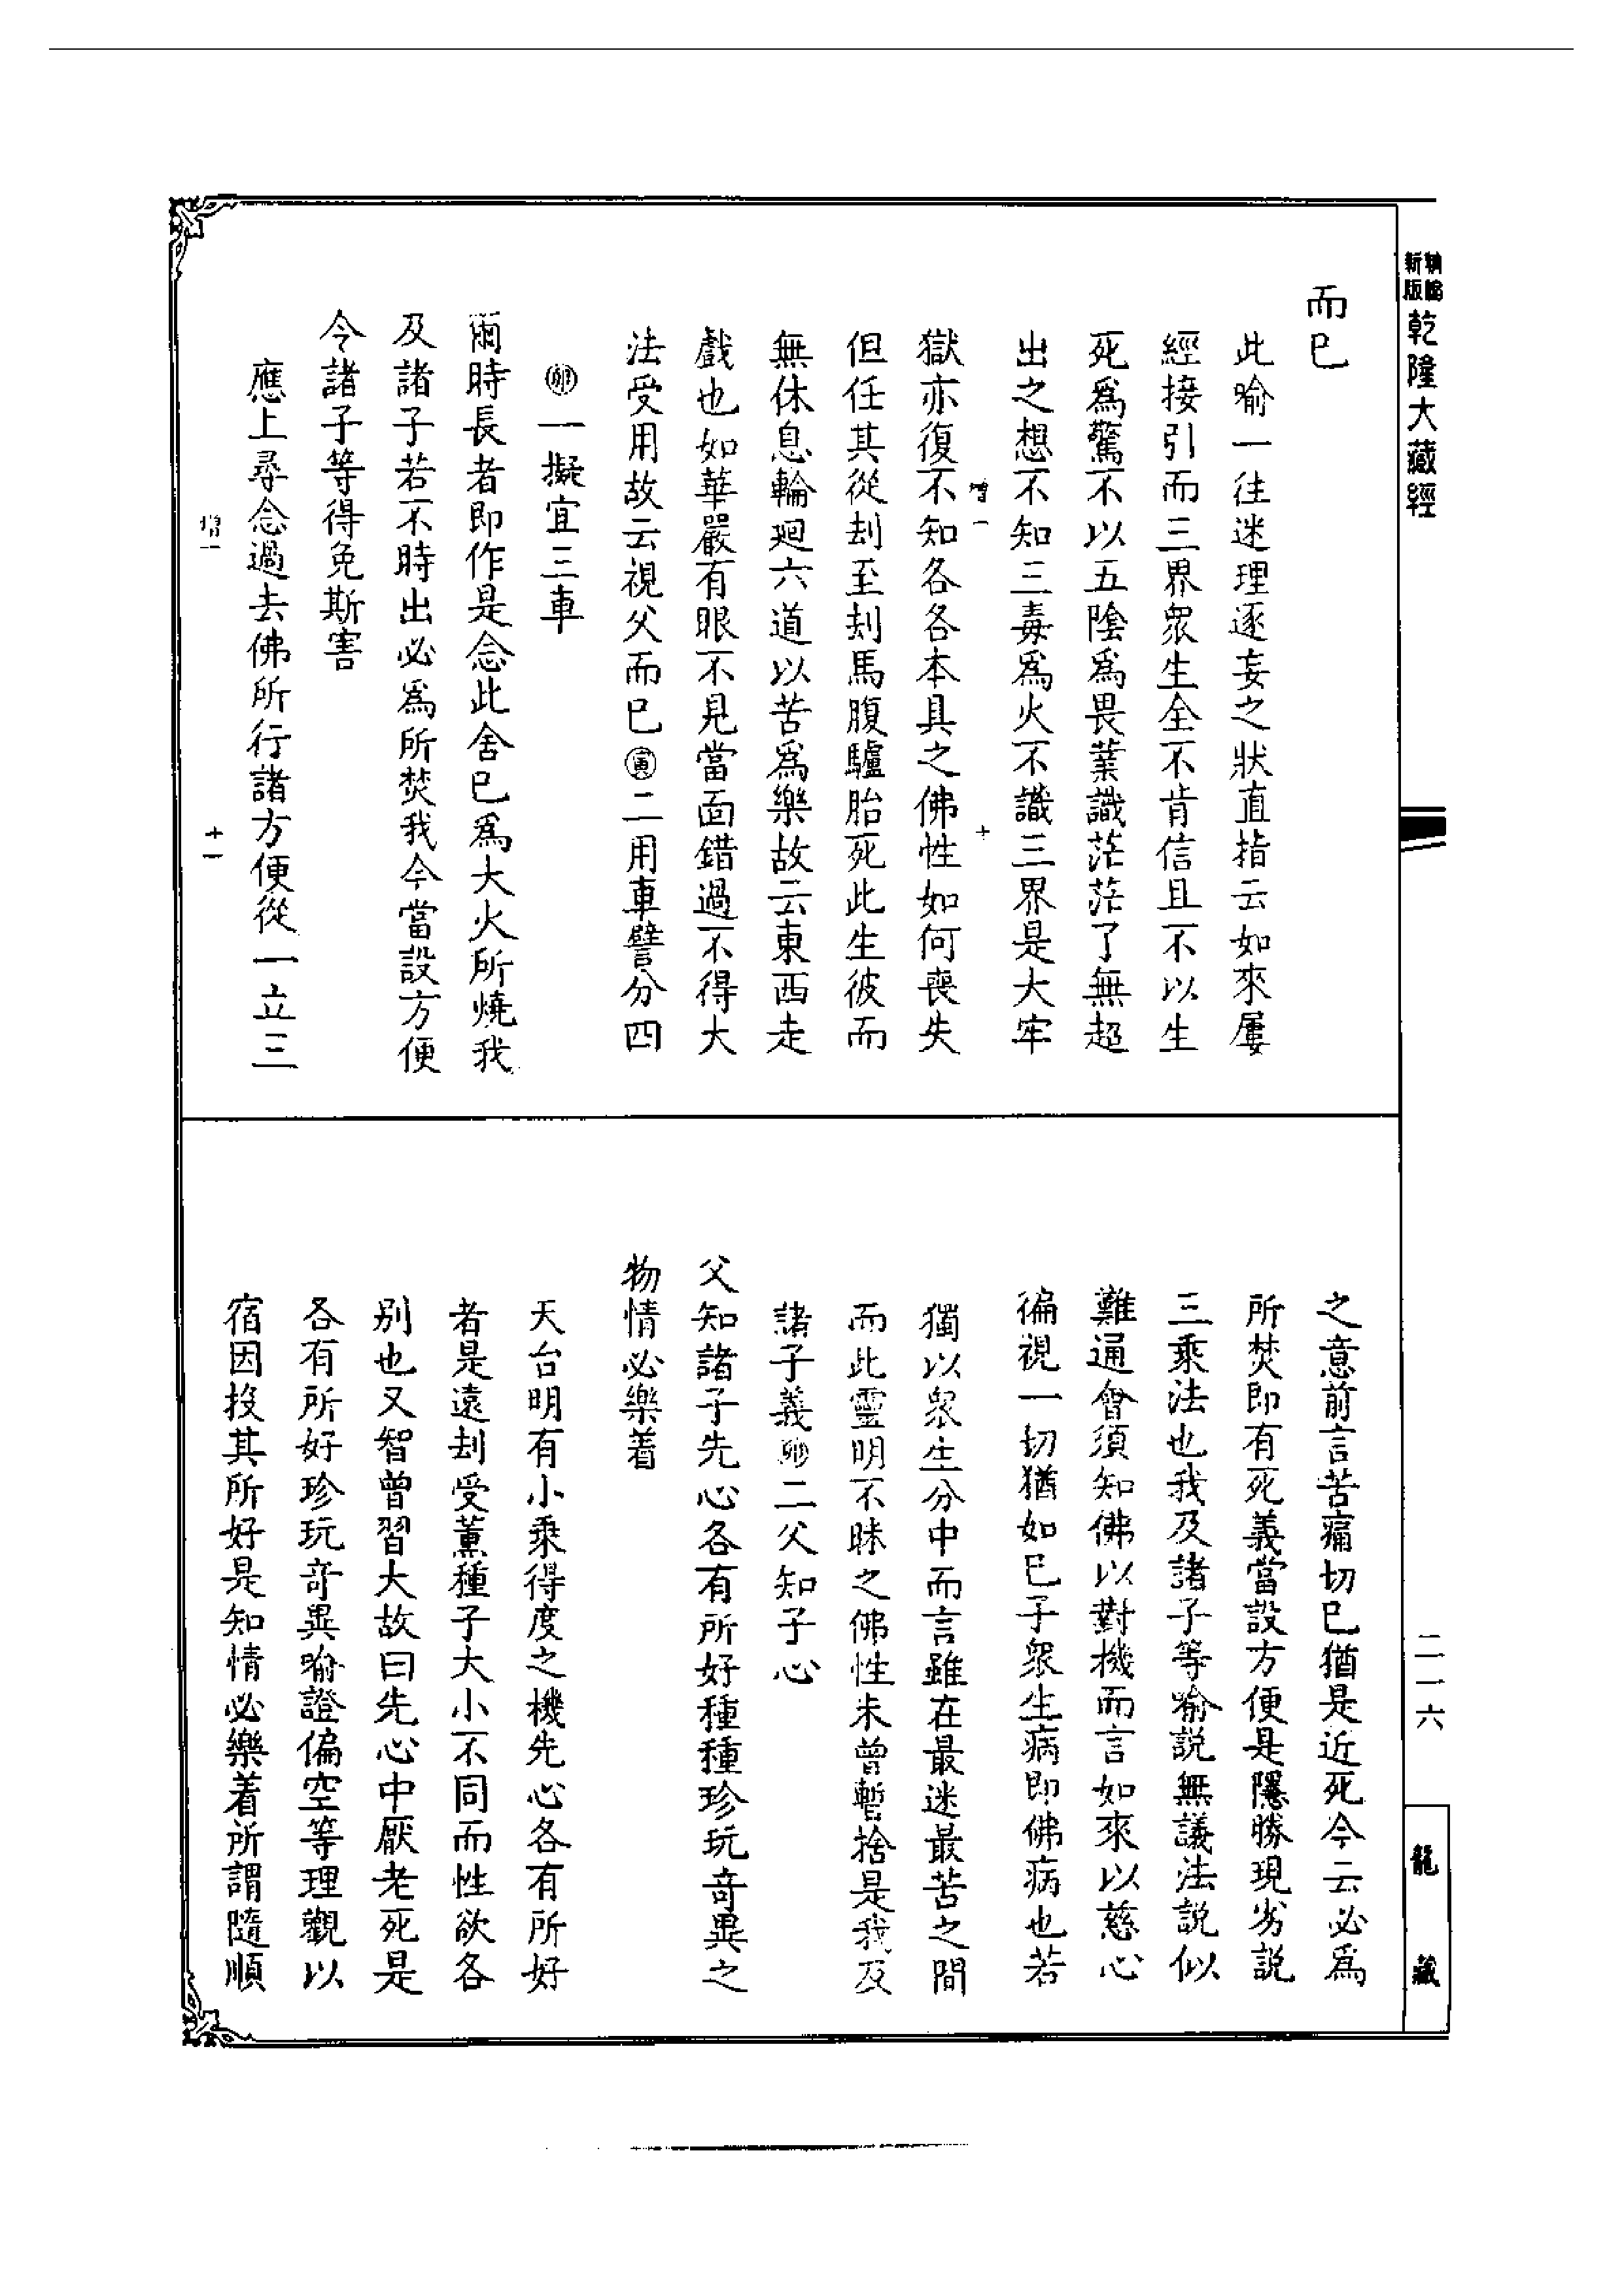 新版
乾隆大藏經
而已
此喻一往迷理逐妄之狀直指云如來屢
經接引而三界眾生全不肯信且不以生
死爲驚不以五陰爲畏業識茫茫了無超
出之想不知三毒爲火不識三界是大牢
獄亦復不知各各本具之佛性如何喪失
增一
十
但任其從刦至刦馬腹驢胎死此生彼而
無休息輪廻六道以苦爲樂故云東西走
戲也如華嚴有眼不見當面錯過不得大
法受用故云視父而已㊞寅二用車譬分四
卯一擬宜三車
爾時長者即作是念此舍已爲大火所燒我
及諸子若不時出必爲所焚我今當設方便
令諸子等得免斯害
應上尋念過去佛所行諸方便從一立三
增一
十一
之意前言苦痛切已猶是近死今云必爲
所焚即有死義當設方便是隱勝現劣説
三乘法也我及諸子等喻説無議法説似
難通會須知佛以對機而言如來以慈心
徧視一切猶如已子眾生病即佛病也若
獨以眾生分中而言雖在最迷最苦之間
而此靈明不昧之佛性未曾暫捨是我及
諸子義卯二父知子心
父知諸子先心各有所好種種珍玩奇異之
物情必樂着
天台明有小乘得度之機先心各有所好
者是遠刦受薰種子大小不同而性欲各
别也又智曾習大故曰先心中厭老死是
各有所好珍玩奇異喻證偏空等理觀以
宿因投其所好是知情必樂着所謂隨順
二一六
龍藏